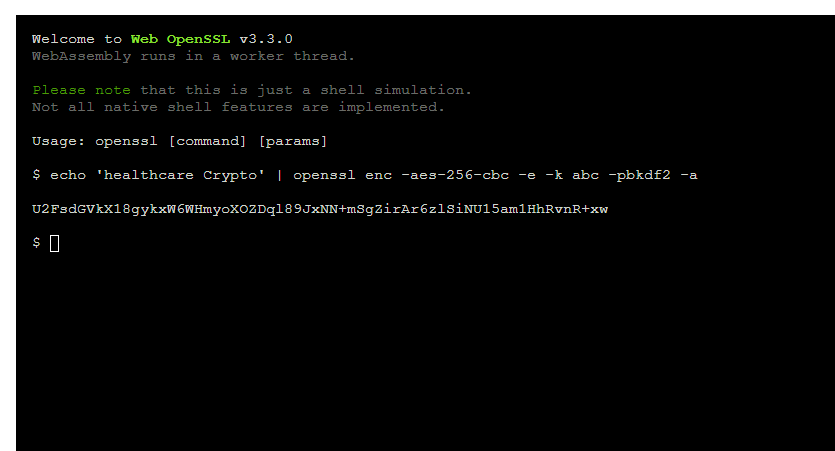 Welcome to Web OpenSSL v3.3.0
WebAssembly runs in a worker thread.
Please note that this is just a shell simulation.
Not all native shell features are implemented.
Usage: openssl [command] [params]
$ echo 'healthcare Crypto' | openssl enc -aes-256-cbc -e -k abc -pbkdf2 -a
U2FsdGVkX18gykxW6WHmyoXOZDql89JxNN+mSgZirAr6zlSiNU15am1HhRvnR+xw
$